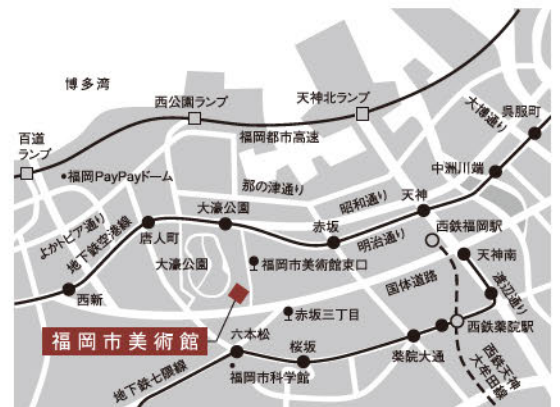 博多湾
西公園ランプ
天神北ランプ
呉服町
大博通り
百道
ランプ
福岡都市高速
中洲川端
福岡PayPayドーム
那の津通り
昭和通り
天神
よかトピア通り
地下鉄空港線
大濠公園
赤坂
明治通り
西鉄福岡駅
唐人町
大濠公園
福岡市美術館東口
天神南
国体道路
渡辺通り
西新
赤坂三丁目
福岡市美術館
六本松
桜坂
薬院大通
西鉄薬院駅
地下鉄七隈線
福岡市科学館
西鉄天神
大牟田線